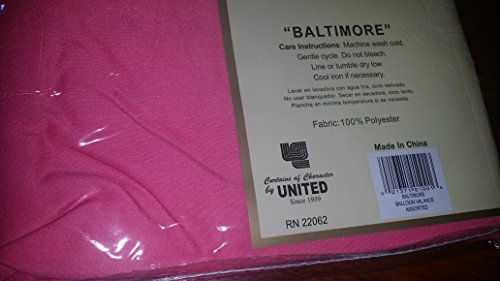 "BALTIMORE"
Care Instructions: Machine wash cold.
Gentle cycle. Do not bleach.
Line or tumble dry low.
Cool iron if necessary.
Lavar en lavadora con agua fria, ciclo delicado.
No usar blanqueador. Secar en secadora, ciclo lento.
Plancha en minima temperatura si se necesita.
Fabric: 100% Polyester
Made In China
Curtains of Character
by UNITED
Since 1939
RN 22062
BALTIMORE
BALLOON VALANCE
ASSORTED